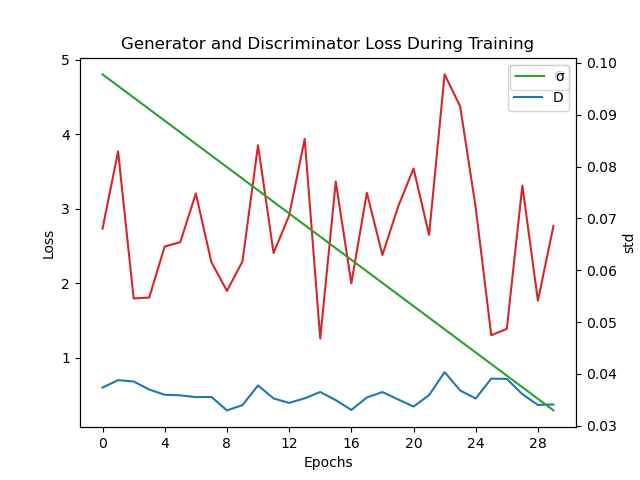 Generator and Discriminator Loss During Training
5
4
3
2
1
Loss
0.10
0.09
0.08
0.07
0.06
0.05
0.04
0.03
std
σ
D
0 4 8 12 16 20 24 28
Epochs